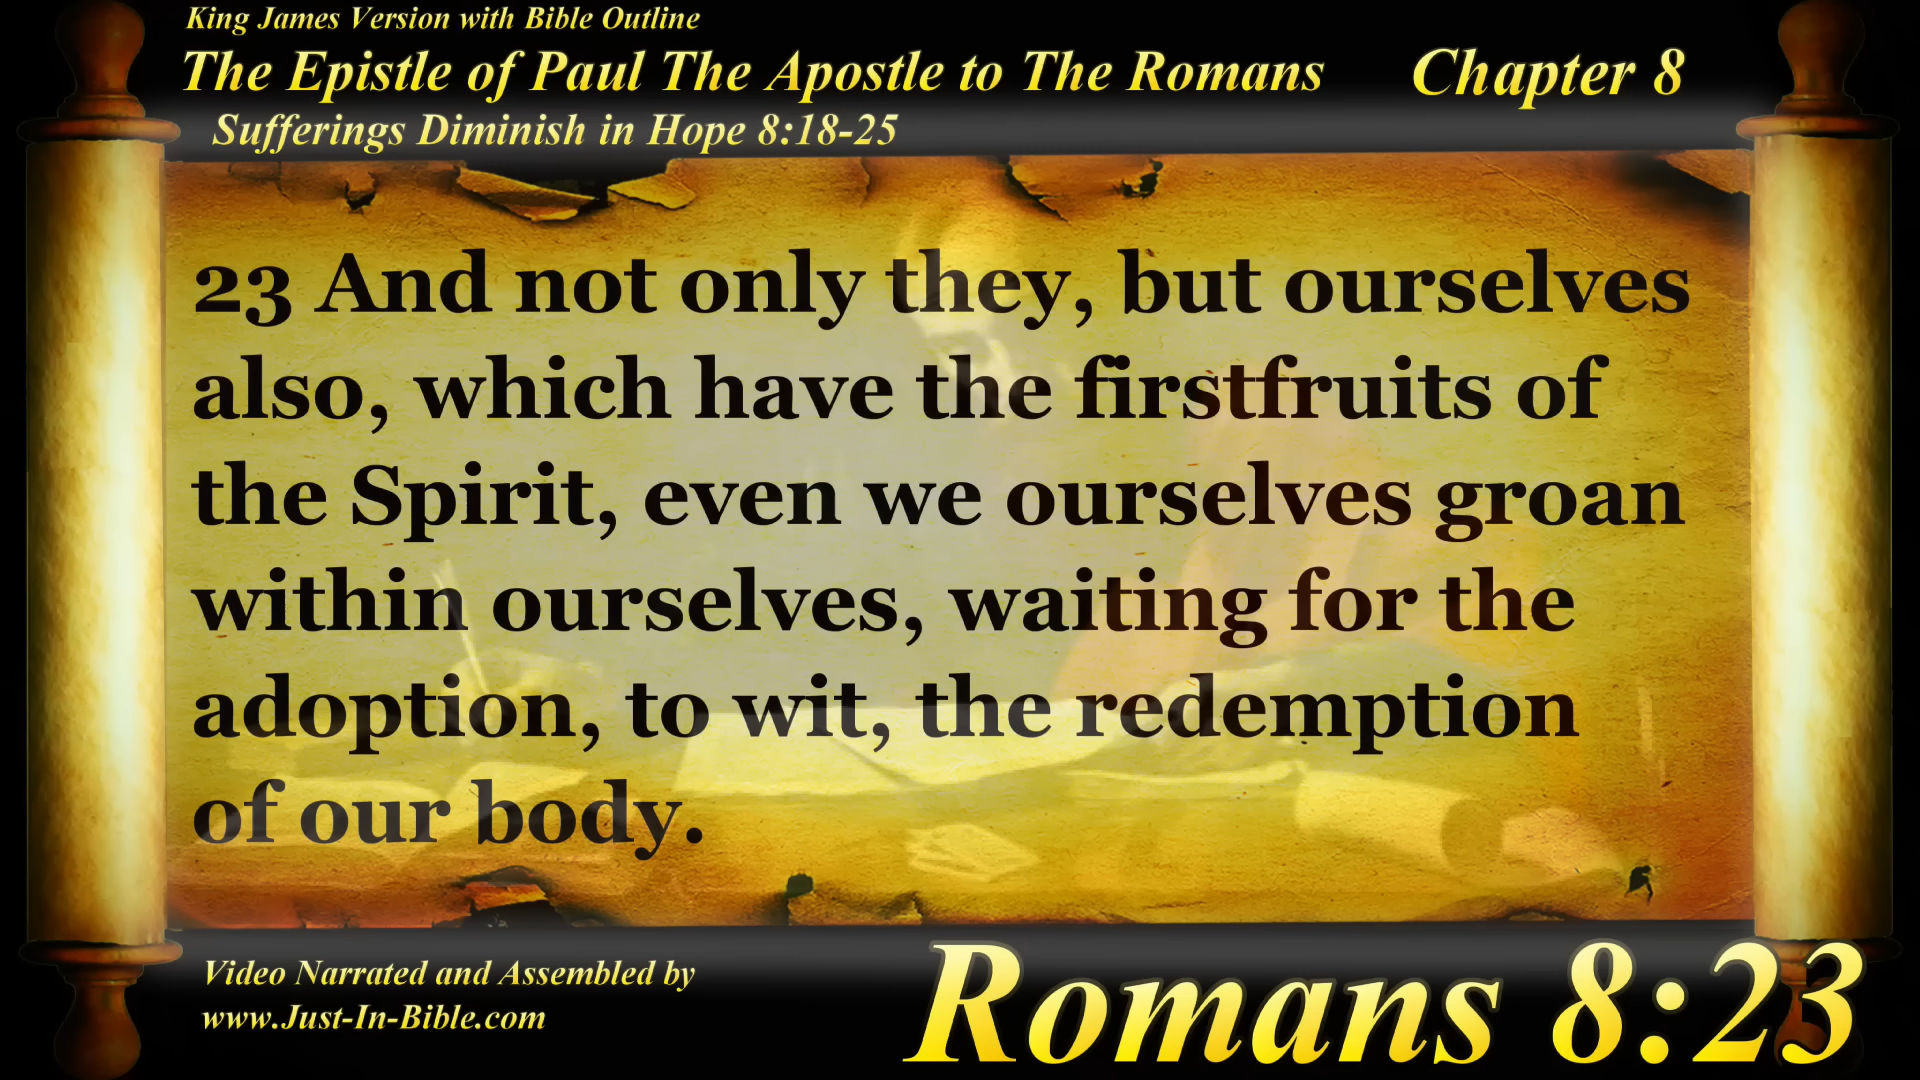 King James Version with Bible Outline
The Epistle of Paul The Apostle to The Romans Chapter 8
Sufferings Diminish in Hope 8:18-25
23 And not only they, but ourselves
also, which have the firstfruits of
the Spirit, even we ourselves groan
within ourselves, waiting for the
adoption, to wit, the redemption
of our body.
Video Narrated and Assembled by
www.Just-In-Bible.com
Romans 8:23